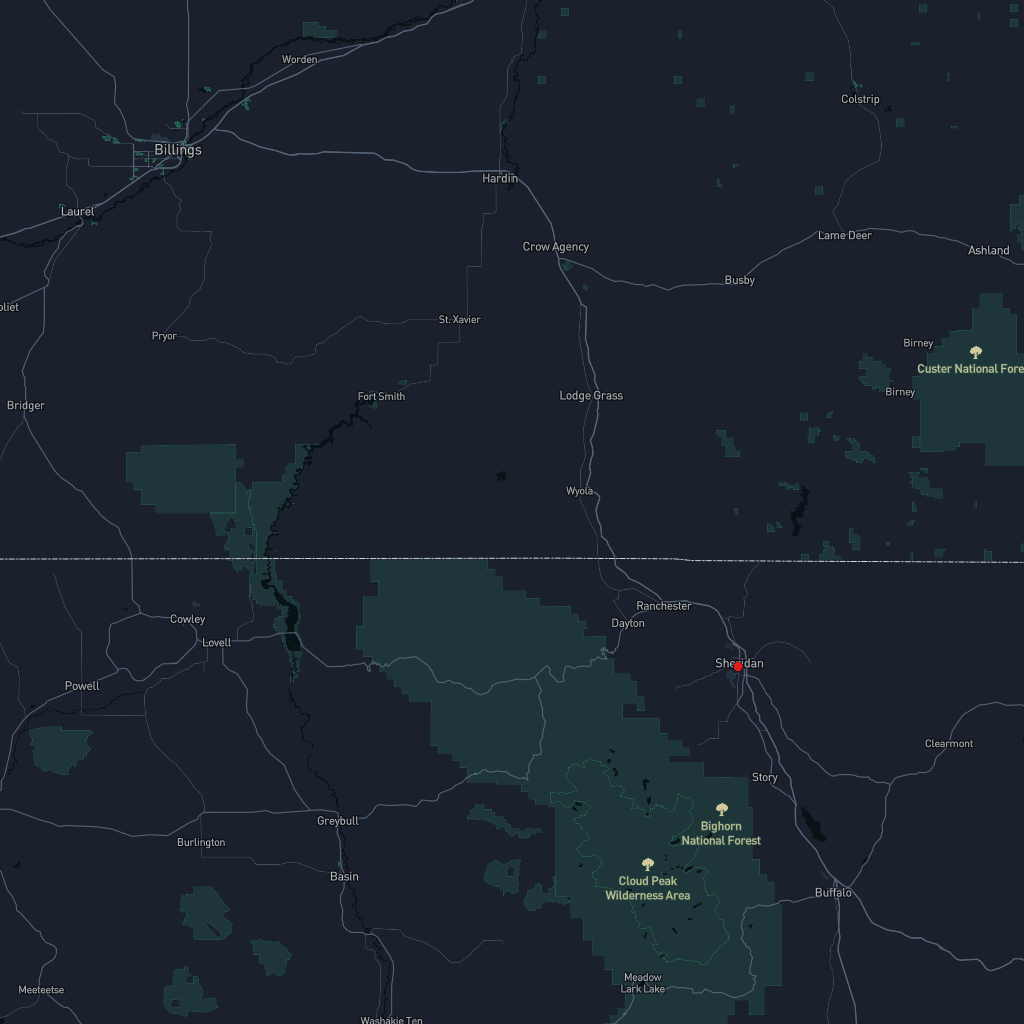 Worden
Colstrip
Billings
Hardin
Laurel
Lame Deer
Crow Agency
Ashland
Busby
oliet
St. Xavier
Pryor
Birney
Custer National Fore
Birney
Fort Smith
Lodge Grass
Bridger
Wyola
Ranchester
Cowley
Dayton
Lovell
Sheridan
Powell
Clearmont
Story
Greybull
Bighorn
National Forest
Burlington
Basin
Cloud Peak
Wilderness Area
Buffalo
Meadow
Lark Lake
Meeteetse
Washakie Ten